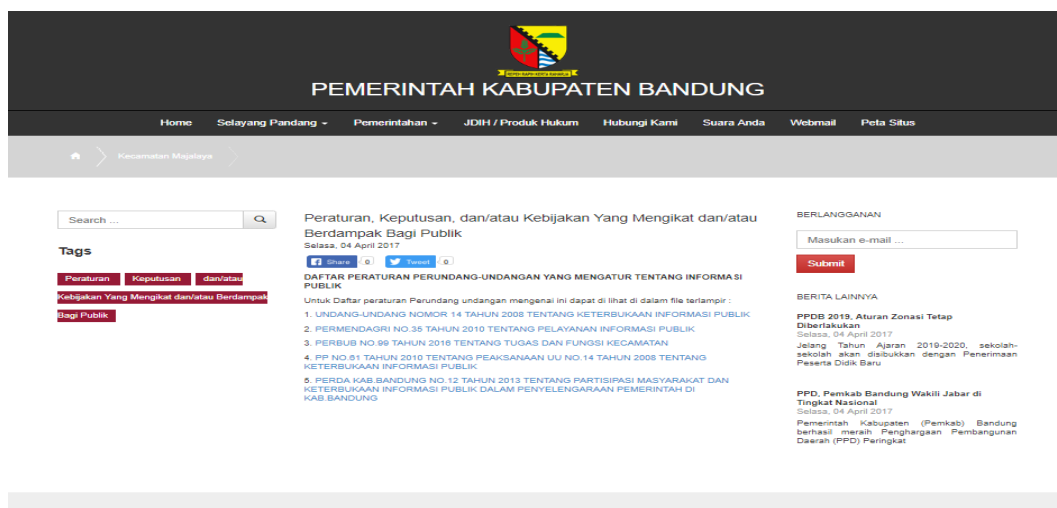 PEMERINTAH KABUPATEN BANDUNG
Home Selayang Pandang Pemerintahan JDIH / Produk Hukum Hubungi Kami Suara Anda Webmail Peta Situs
Kecamatan Majalaya
Search ...
Tags
Peraturan Keputusan dan/atau
Kebijakan Yang Mengikat dan/atau Berdampak
Bagi Publik
Peraturan, Keputusan, dan/atau Kebijakan Yang Mengikat dan/atau
Berdampak Bagi Publik
Selasa, 04 April 2017
Share 0 Tweet 0
DAFTAR PERATURAN PERUNDANG-UNDANGAN YANG MENGATUR TENTANG INFORMASI
PUBLIK
Untuk Daftar peraturan Perundang undangan mengenai ini dapat di lihat di dalam file terlampir :
1. UNDANG-UNDANG NOMOR 14 TAHUN 2008 TENTANG KETERBUKAAN INFORMASI PUBLIK
2. PERMENDAGRI NO.35 TAHUN 2010 TENTANG PELAYANAN INFORMASI PUBLIK
3. PERBUB NO.99 TAHUN 2016 TENTANG TUGAS DAN FUNGSI KECAMATAN
4. PP NO.61 TAHUN 2010 TENTANG PEAKSANAAN UU NO.14 TAHUN 2008 TENTANG
KETERBUKAAN INFORMASI PUBLIK
5. PERDA KAB.BANDUNG NO.12 TAHUN 2013 TENTANG PARTISIPASI MASYARAKAT DAN
KETERBUKAAN INFORMASI PUBLIK DALAM PENYELENGARAAN PEMERINTAH DI
KAB.BANDUNG
BERLANGGANAN
Masukan e-mail ...
Submit
BERITA LAINNYA
PPDB 2019, Aturan Zonasi Tetap
Diberlakukan
Selasa, 04 April 2017
Jelang Tahun Ajaran 2019-2020, sekolah-
sekolah akan disibukkan dengan Penerimaan
Peserta Didik Baru
PPD, Pemkab Bandung Wakili Jabar di
Tingkat Nasional
Selasa, 04 April 2017
Pemerintah Kabupaten (Pemkab) Bandung
berhasil meraih Penghargaan Pembangunan
Daerah (PPD) Peringkat